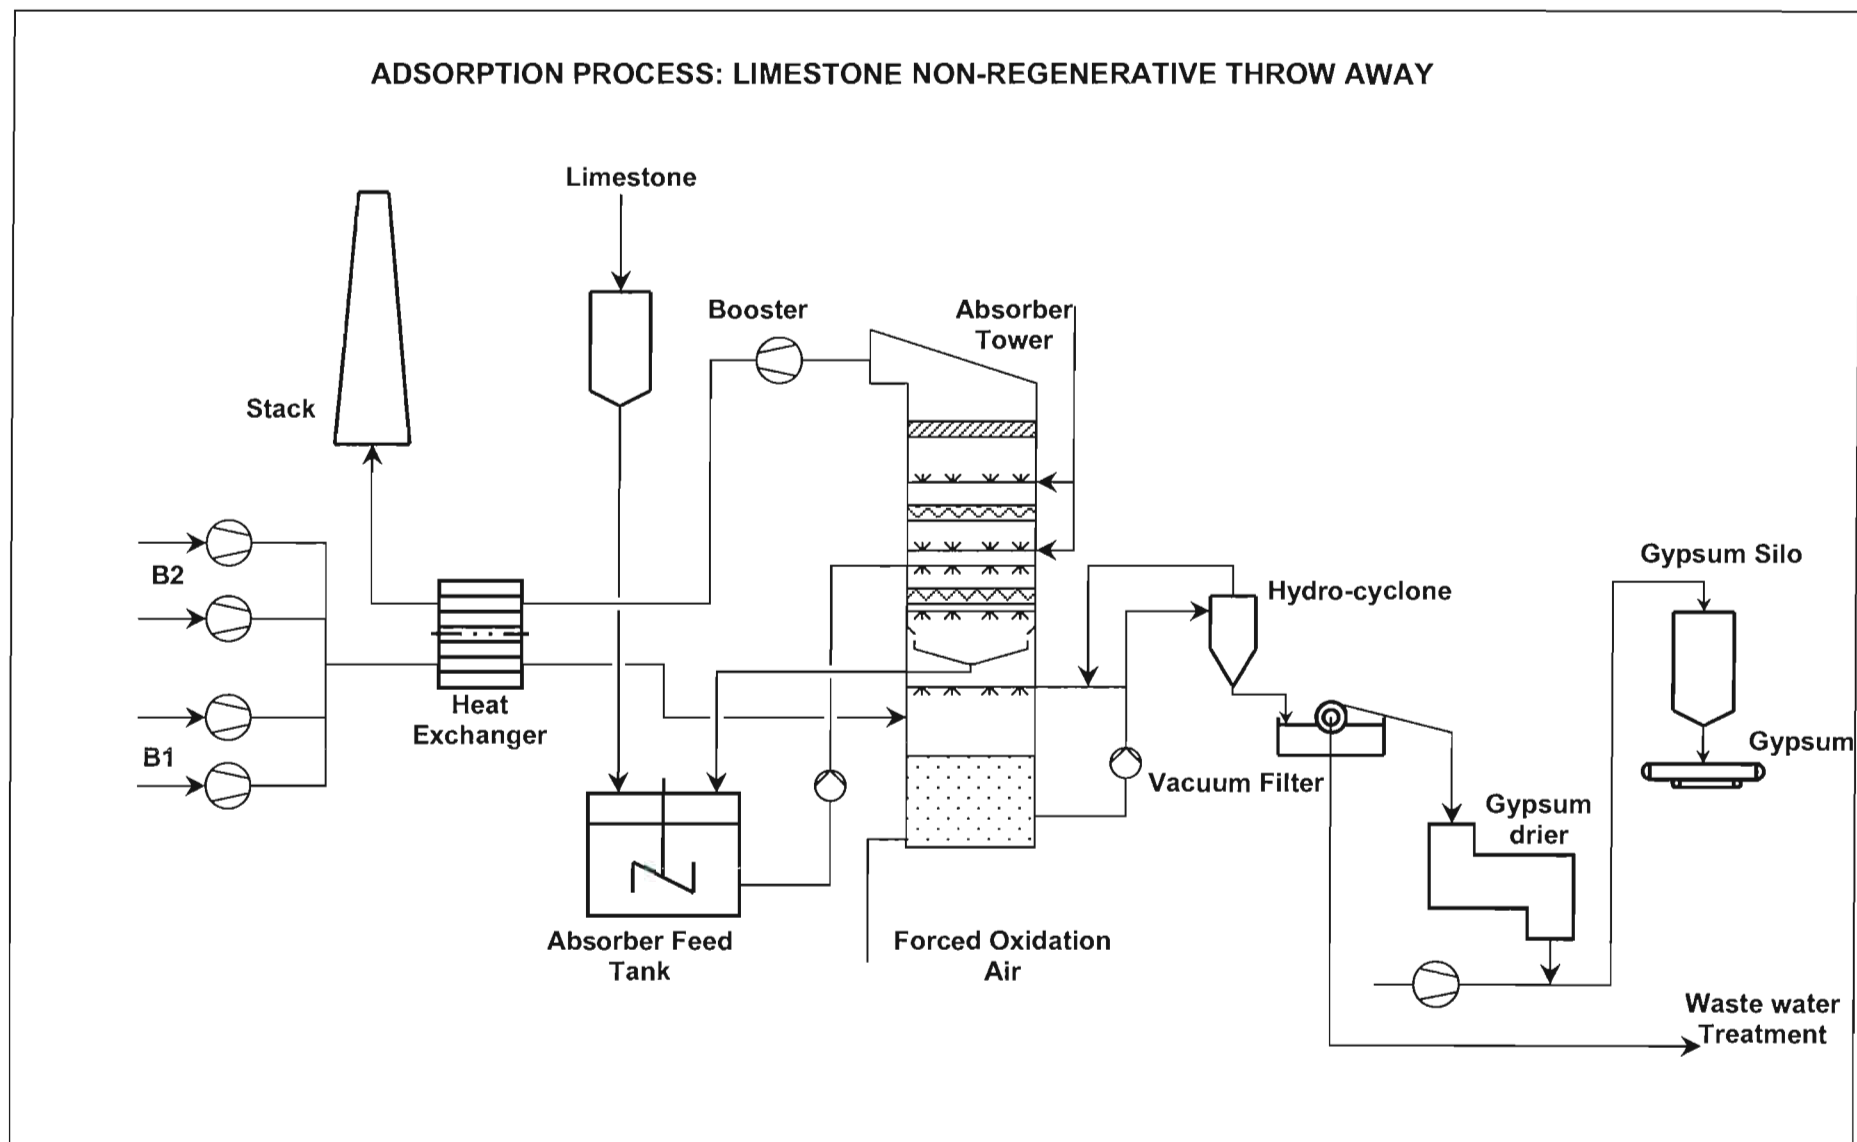 ADSORPTION PROCESS: LIMESTONE NON-REGENERATIVE THROW AWAY
Limestone
Booster
Absorber
Tower
Stack
B2
Gypsum Silo
Hydro-cyclone
Heat
Exchanger
B1
Gypsum
Vacuum Filter
Gypsum
drier
Absorber Feed
Tank
Forced Oxidation
Air
Waste water
Treatment